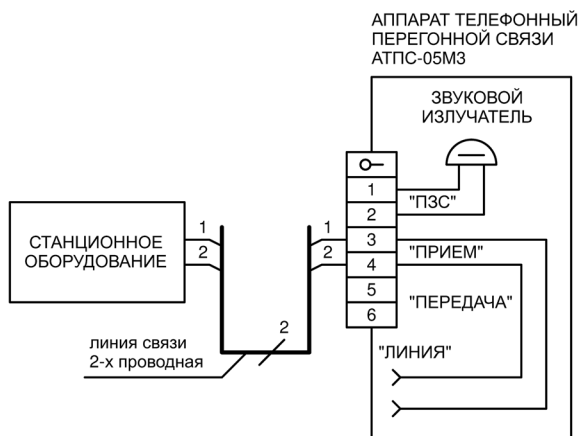 АППАРАТ ТЕЛЕФОННЫЙ
ПЕРЕГОННОЙ СВЯЗИ
АТПС-05М3
ЗВУКОВОЙ
ИЗЛУЧАТЕЛЬ
1
"ПЗС"
2
СТАНЦИОННОЕ
ОБОРУДОВАНИЕ
1
2
1
2
3
"ПРИЕМ"
4
5
"ПЕРЕДАЧА"
6
2
линия связи
2-х проводная
"ЛИНИЯ"